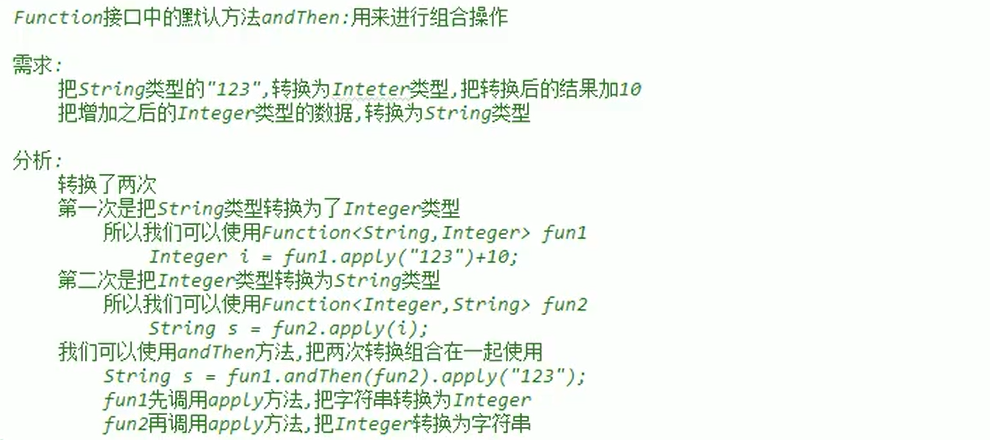 Function接口中的默认方法andThen:用来进行组合操作
需求:
把String类型的"123",转换为Inteter类型,把转换后的结果加10
把增加之后的Integer类型的数据,转换为String类型
分析:
转换了两次
第一次是把String类型转换为了Integer类型
所以我们可以使用Function<String,Integer> fun1
Integer i = fun1.apply("123")+10;
第二次是把Integer类型转换为String类型
所以我们可以使用Function<Integer,String> fun2
String s = fun2.apply(i);
我们可以使用andThen方法,把两次转换组合在一起使用
String s = fun1.andThen(fun2).apply("123");
fun1先调用apply方法,把字符串转换为Integer
fun2再调用apply方法,把Integer转换为字符串